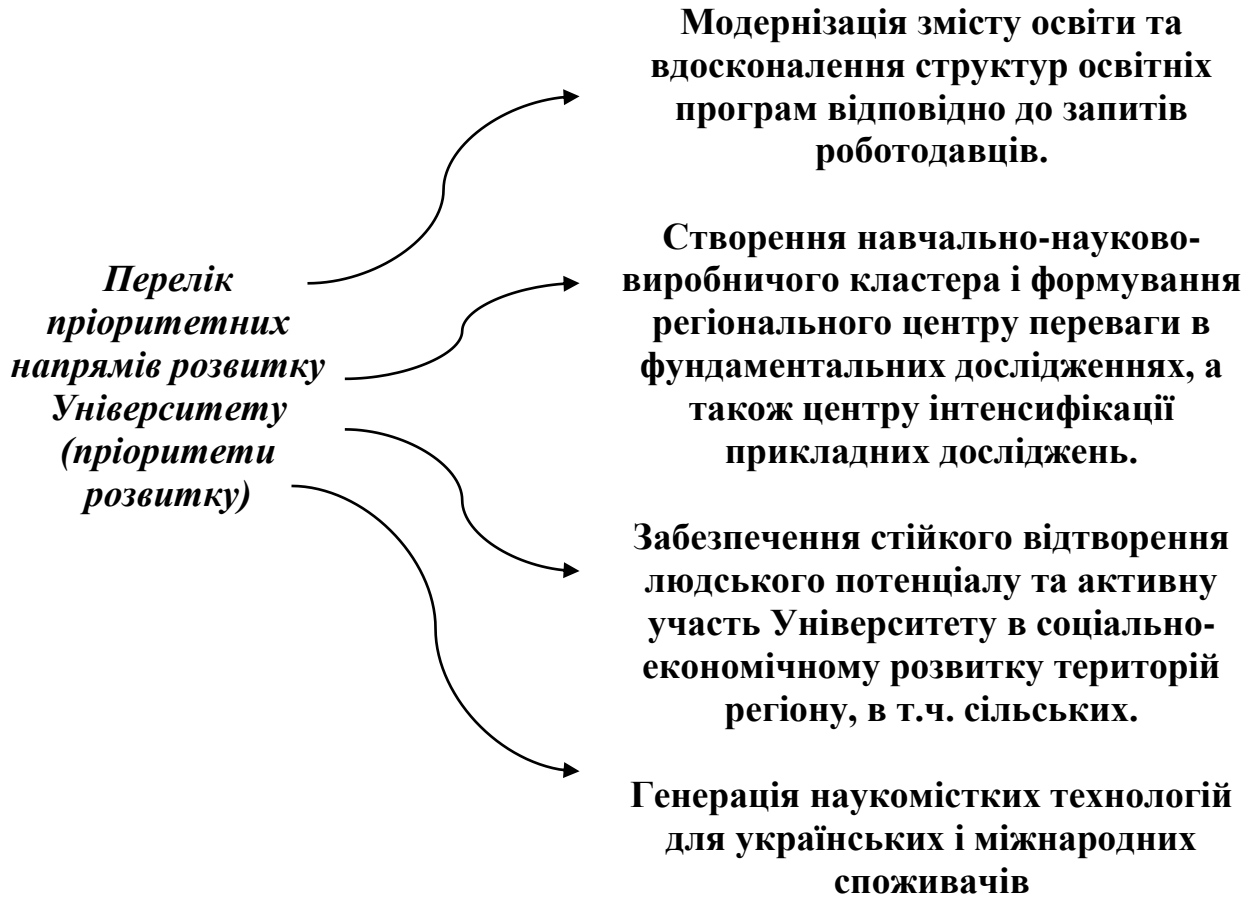 Перелік
пріоритетних
напрямів розвитку
Університету
(пріоритети
розвитку)
Модернізація змісту освіти та
вдосконалення структур освітніх
програм відповідно до запитів
роботодавців.
Створення навчально-науково-
виробничого кластера і формування
регіонального центру переваги в
фундаментальних дослідженнях, а
також центру інтенсифікації
прикладних досліджень.
Забезпечення стійкого відтворення
людського потенціалу та активну
участь Університету в соціально-
економічному розвитку територій
регіону, в т.ч. сільських.
Генерація наукомістких технологій
для українських і міжнародних
споживачів